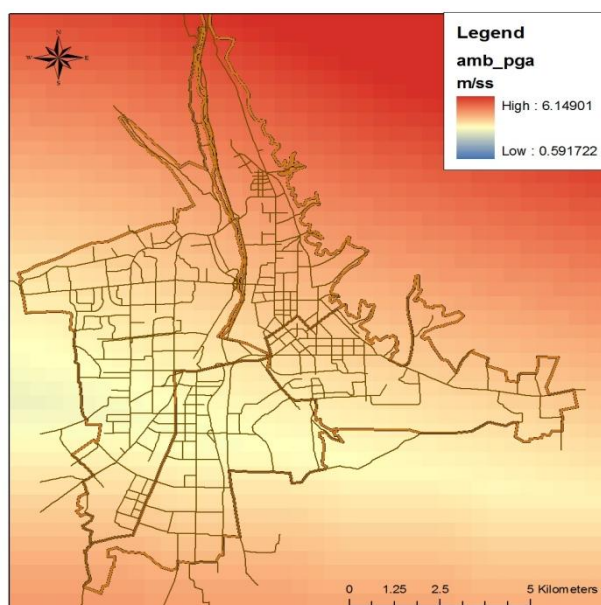 N
W E
S
Legend
amb_pga
m/ss
High : 6.14901
Low : 0.591722
0 1.25 2.5 5 Kilometers